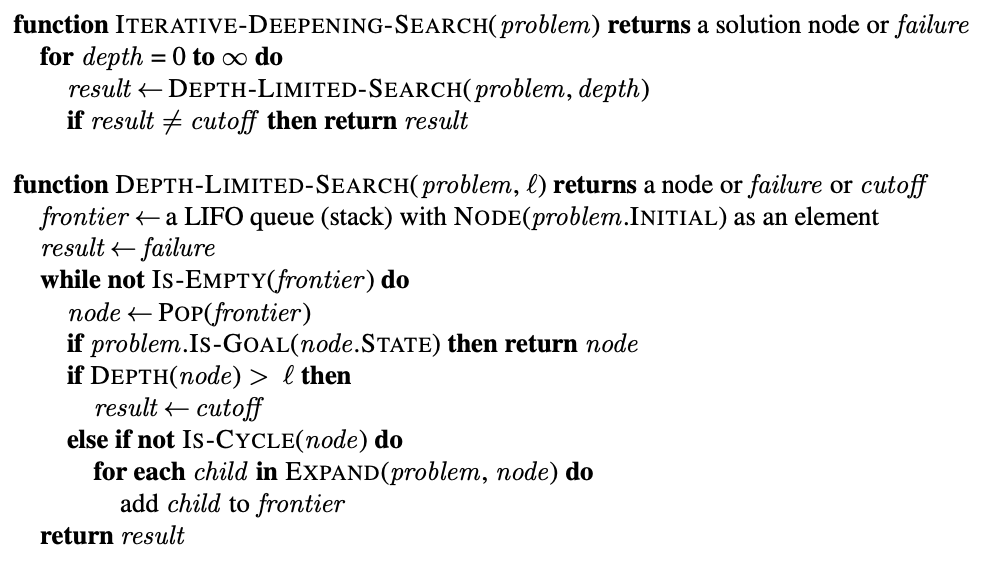 function ITERATIVE-DEEPENING-SEARCH(problem) returns a solution node or failure
for depth = 0 to ∞ do
result ← DEPTH-LIMITED-SEARCH(problem, depth)
if result ≠ cutoff then return result
function DEPTH-LIMITED-SEARCH(problem, ℓ) returns a node or failure or cutoff
frontier ← a LIFO queue (stack) with NODE(problem.INITIAL) as an element
result ← failure
while not IS-EMPTY(frontier) do
node ← POP(frontier)
if problem.IS-GOAL(node.STATE) then return node
if DEPTH(node) > ℓ then
result ← cutoff
else if not IS-CYCLE(node) do
for each child in EXPAND(problem, node) do
add child to frontier
return result